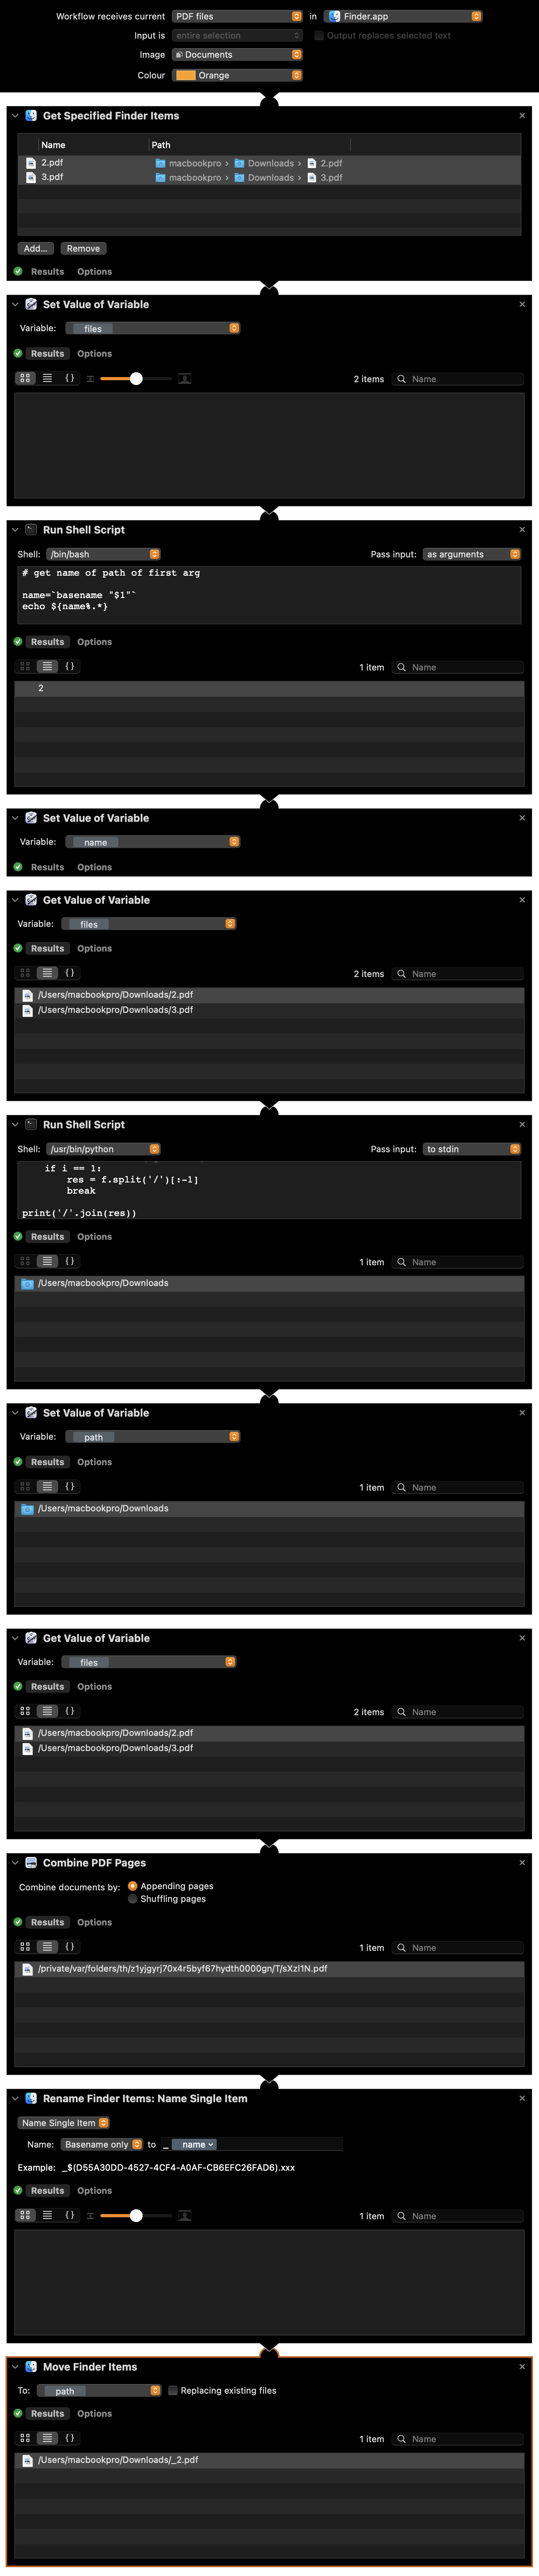 Workflow receives current PDF files in Finder.app
Input is entire selection Output replaces selected text
Image Documents
Colour Orange
Get Specified Finder Items
Name Path
2.pdf macbookpro › Downloads › 2.pdf
3.pdf macbookpro › Downloads › 3.pdf
Add... Remove
Results Options
Set Value of Variable
Variable: files
Results Options
2 items Name
Run Shell Script
Shell: /bin/bash Pass input: as arguments
# get name of path of first arg
name=`basename "$1"`
echo ${name%.*}
Results Options
{ } 1 item Name
2
Set Value of Variable
Variable: name
Results Options
Get Value of Variable
Variable: files
Results Options
{ } 2 items Name
/Users/macbookpro/Downloads/2.pdf
/Users/macbookpro/Downloads/3.pdf
Run Shell Script
Shell: /usr/bin/python Pass input: to stdin
if i == 1:
res = f.split('/')[:-1]
break
print('/'.join(res))
Results Options
{ } 1 item Name
/Users/macbookpro/Downloads
Set Value of Variable
Variable: path
Results Options
{ } 1 item Name
/Users/macbookpro/Downloads
Get Value of Variable
Variable: files
Results Options
{ } 2 items Name
/Users/macbookpro/Downloads/2.pdf
/Users/macbookpro/Downloads/3.pdf
Combine PDF Pages
Combine documents by: Appending pages
Shuffling pages
Results Options
{ } 1 item Name
/private/var/folders/th/z1yjgyrj70x4r5byf67hydth0000gn/T/sXzl1N.pdf
Rename Finder Items: Name Single Item
Name Single Item
Name: Basename only to _ name
Example: _$(D55A30DD-4527-4CF4-A0AF-CB6EFC26FAD6).xxx
Results Options
{ } 1 item Name
Move Finder Items
To: path Replacing existing files
Results Options
{ } 1 item Name
/Users/macbookpro/Downloads/_2.pdf